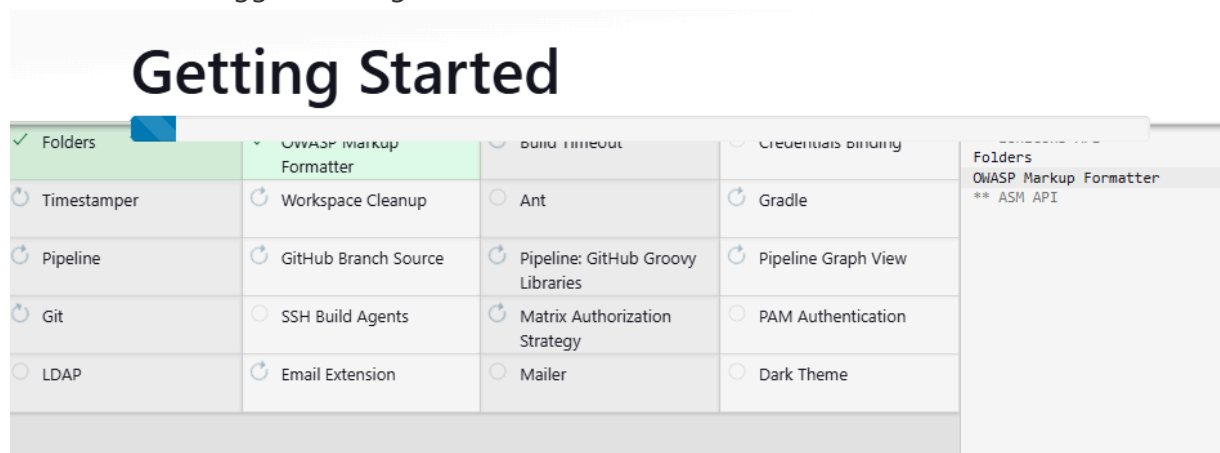 Getting Started
Folders
OWASP Markup
Formatter
Build Timeout
Credentials Binding
Timestamper
Workspace Cleanup
Ant
Gradle
Pipeline
GitHub Branch Source
Pipeline: GitHub Groovy
Libraries
Pipeline Graph View
Git
SSH Build Agents
Matrix Authorization
Strategy
PAM Authentication
LDAP
Email Extension
Mailer
Dark Theme
Folders
OWASP Markup Formatter
** ASM API